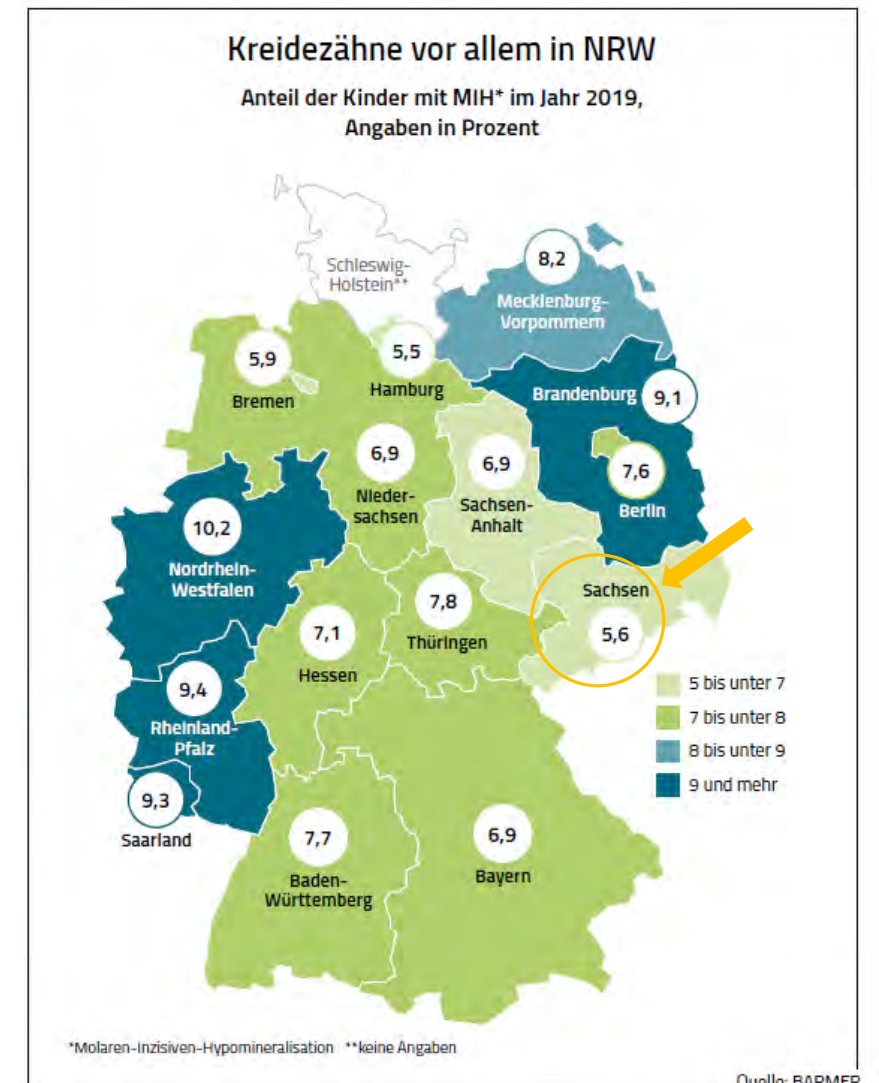 Kreidezähne vor allem in NRW
Anteil der Kinder mit MIH* im Jahr 2019,
Angaben in Prozent
Schleswig-
Holstein**
8,2
Mecklenburg-
Vorpommern
5,9
Bremen
5,5
Hamburg
Brandenburg
9,1
6,9
Nieder-
sachsen
6,9
Sachsen-
Anhalt
7,6
Berlin
10,2
Nordrhein-
Westfalen
Sachsen
5,6
7,8
Thüringen
7,1
Hessen
9,4
Rheinland-
Pfalz
5 bis unter 7
7 bis unter 8
8 bis unter 9
9 und mehr
9,3
Saarland
7,7
Baden-
Württemberg
6,9
Bayern
*Molaren-Inzisiven-Hypomineralisation **keine Angaben
Quelle: BARMER